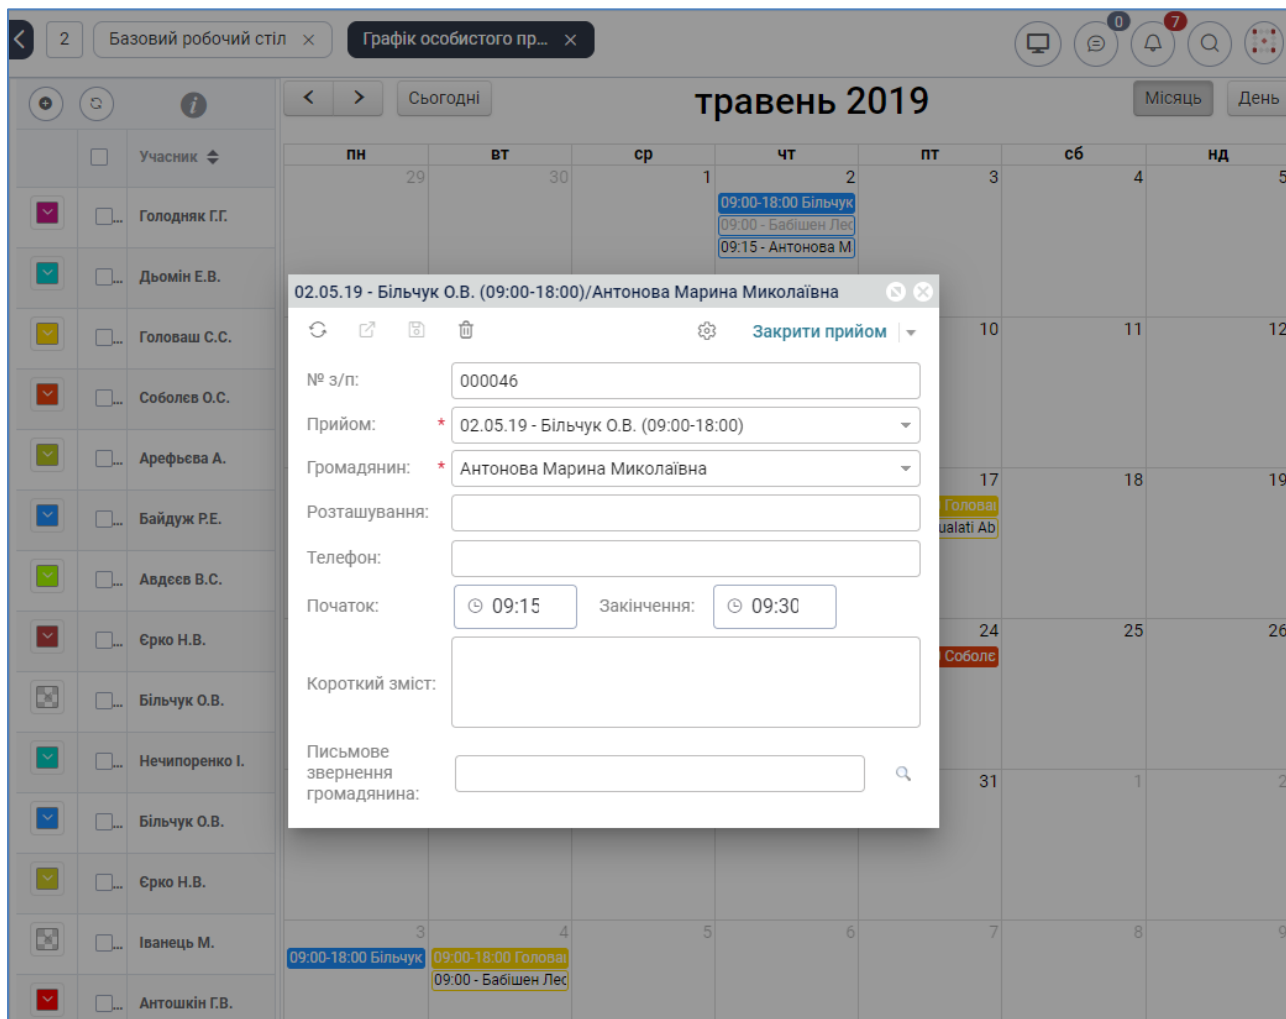 2
Базовий робочий стіл ×
Графік особистого пр... ×
0
7
Сьогодні
травень 2019
Місяць
День
Учасник
пн вт ср чт пт сб нд
29 30 1 2 3 4 5
09:00-18:00 Більчук
09:00 - Бабішен Лес
09:15 - Антонова М
Голодняк Г.Г.
Дьомін Е.В.
Головаш С.С.
Соболєв О.С.
Арефьєва А.
Байдуж Р.Е.
Авдєєв В.С.
Єрко Н.В.
Більчук О.В.
Нечипоренко І.
Більчук О.В.
Єрко Н.В.
Іванець М.
Антошкін Г.В.
02.05.19 - Більчук О.В. (09:00-18:00)/Антонова Марина Миколаївна
Закрити прийом
№ з/п: 000046
Прийом: * 02.05.19 - Більчук О.В. (09:00-18:00)
Громадянин: * Антонова Марина Миколаївна
Розташування:
Телефон:
Початок: 09:15 Закінчення: 09:30
Короткий зміст:
Письмове
звернення
громадянина:
10 11 12
17 18 19
Головаш
ualati Ab
24 25 26
Соболє
31 1 2
3 4 5 6 7 8 9
09:00-18:00 Більчук 09:00-18:00 Головаш
09:00 - Бабішен Лес